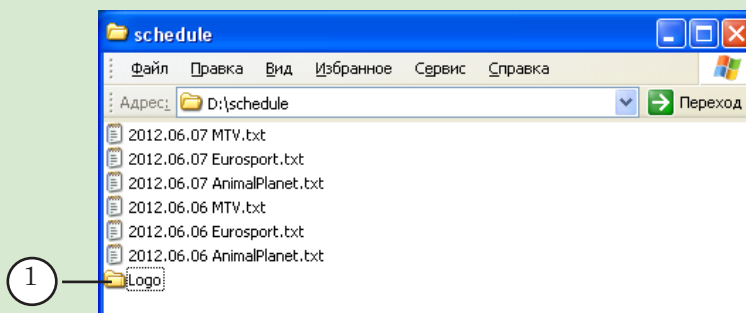 schedule
Файл Правка Вид Избранное Сервис Справка
Адрес: D:\schedule Переход
2012.06.07 MTV.txt
2012.06.07 Eurosport.txt
2012.06.07 AnimalPlanet.txt
2012.06.06 MTV.txt
2012.06.06 Eurosport.txt
2012.06.06 AnimalPlanet.txt
1 Logo